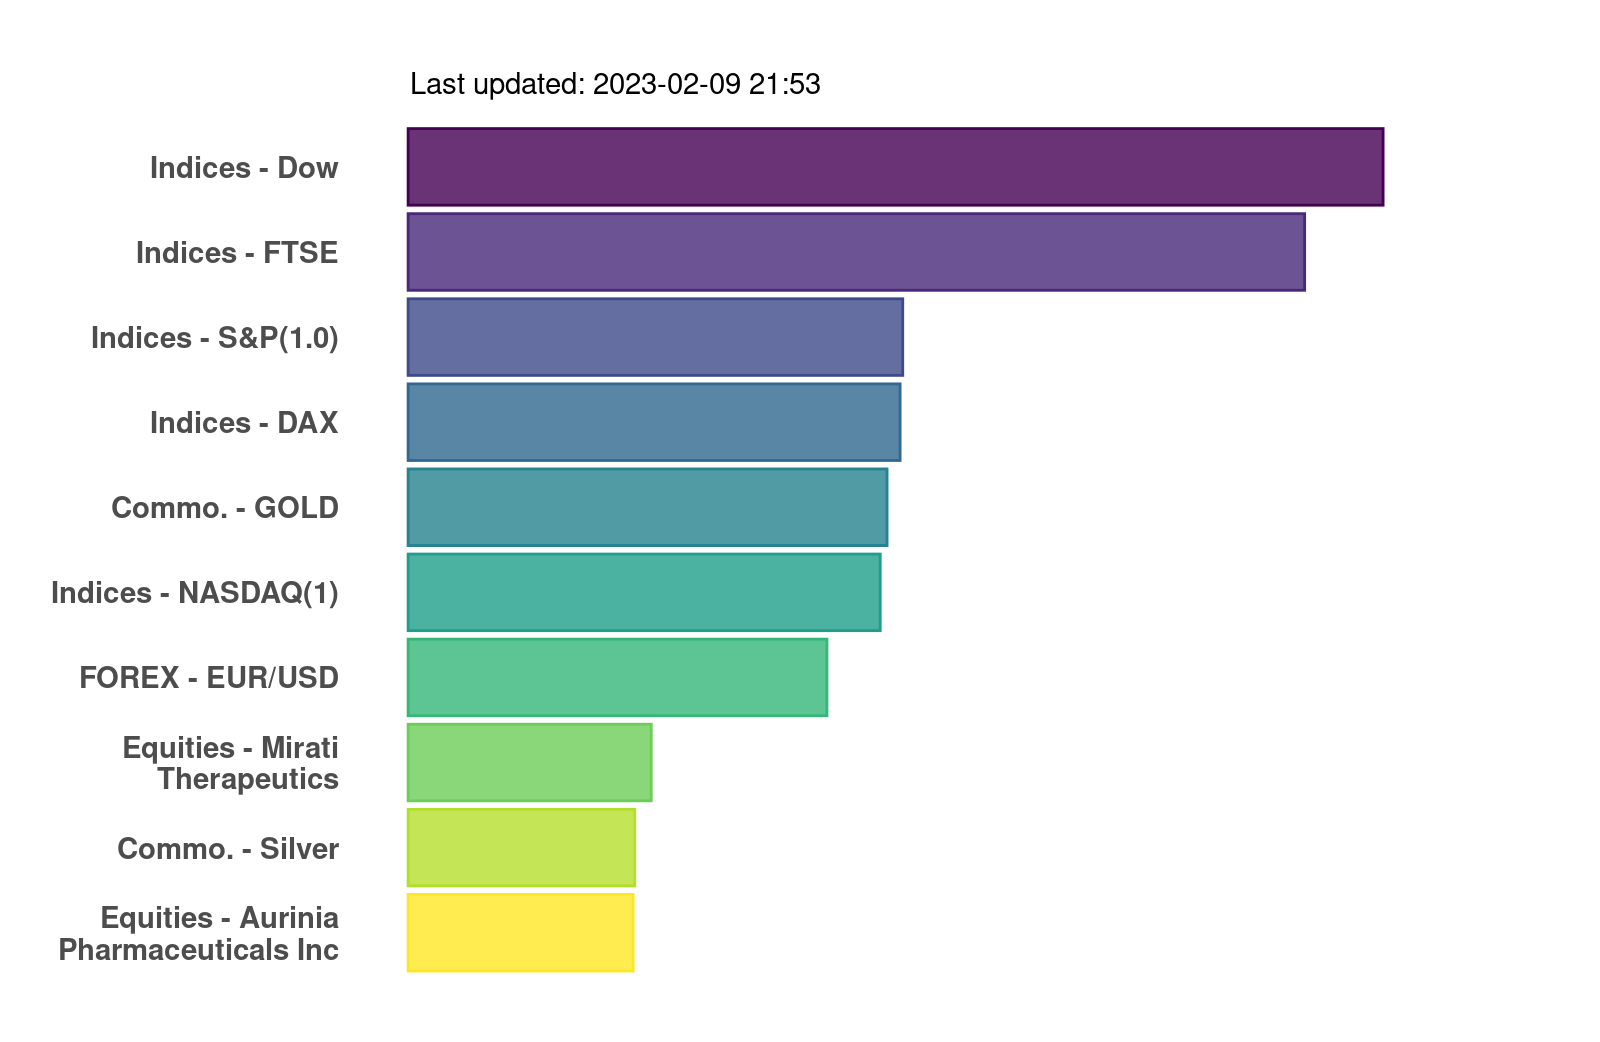 Last updated: 2023-02-09 21:53
Indices - Dow
Indices - FTSE
Indices - S&P(1.0)
Indices - DAX
Commo. - GOLD
Indices - NASDAQ(1)
FOREX - EUR/USD
Equities - Mirati
Therapeutics
Commo. - Silver
Equities - Aurinia
Pharmaceuticals Inc